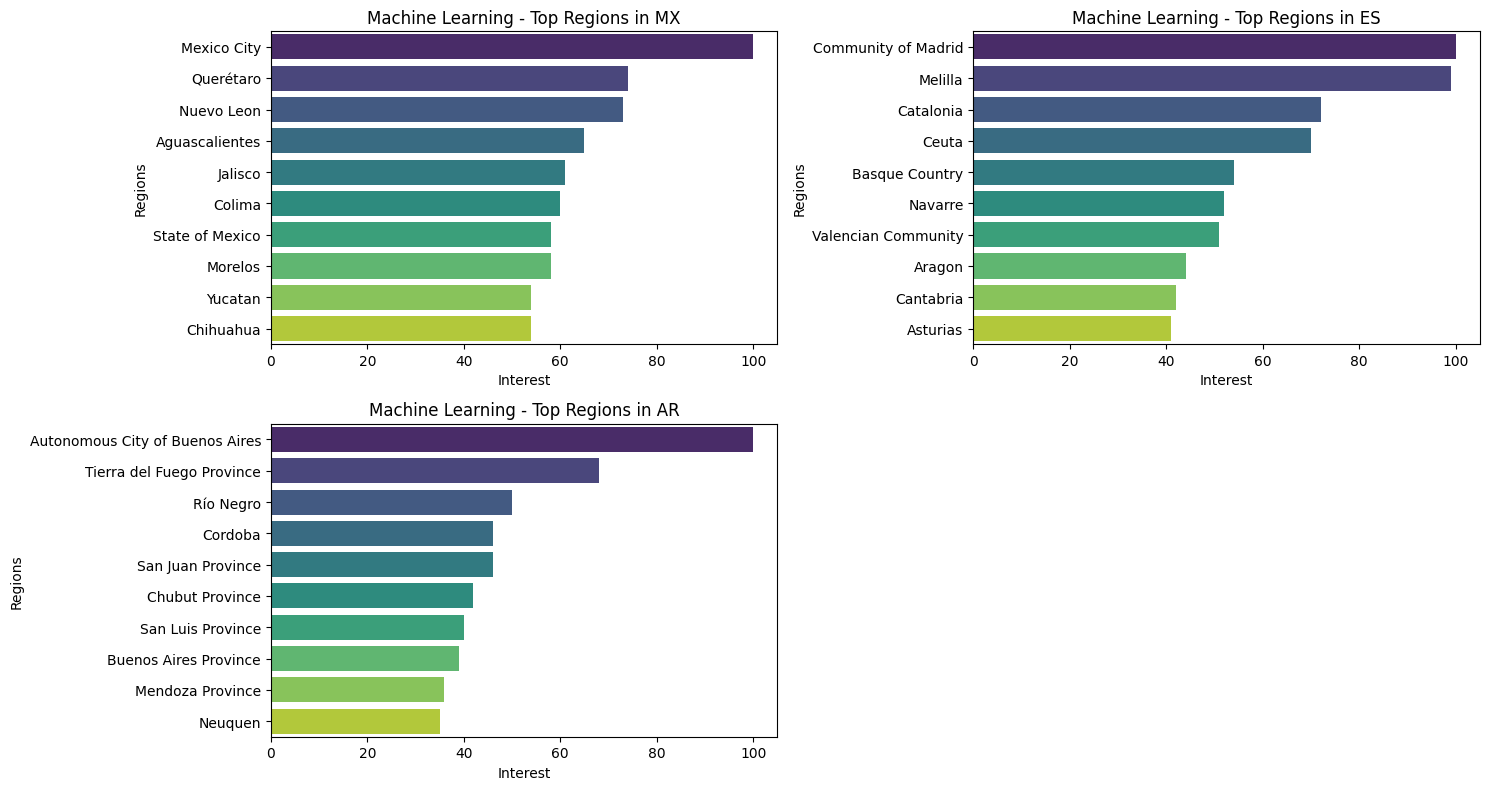 Machine Learning - Top Regions in MX
Regions
Mexico City
Querétaro
Nuevo Leon
Aguascalientes
Jalisco
Colima
State of Mexico
Morelos
Yucatan
Chihuahua
0 20 40 60 80 100
Interest
Machine Learning - Top Regions in ES
Regions
Community of Madrid
Melilla
Catalonia
Ceuta
Basque Country
Navarre
Valencian Community
Aragon
Cantabria
Asturias
0 20 40 60 80 100
Interest
Machine Learning - Top Regions in AR
Regions
Autonomous City of Buenos Aires
Tierra del Fuego Province
Río Negro
Cordoba
San Juan Province
Chubut Province
San Luis Province
Buenos Aires Province
Mendoza Province
Neuquen
0 20 40 60 80 100
Interest